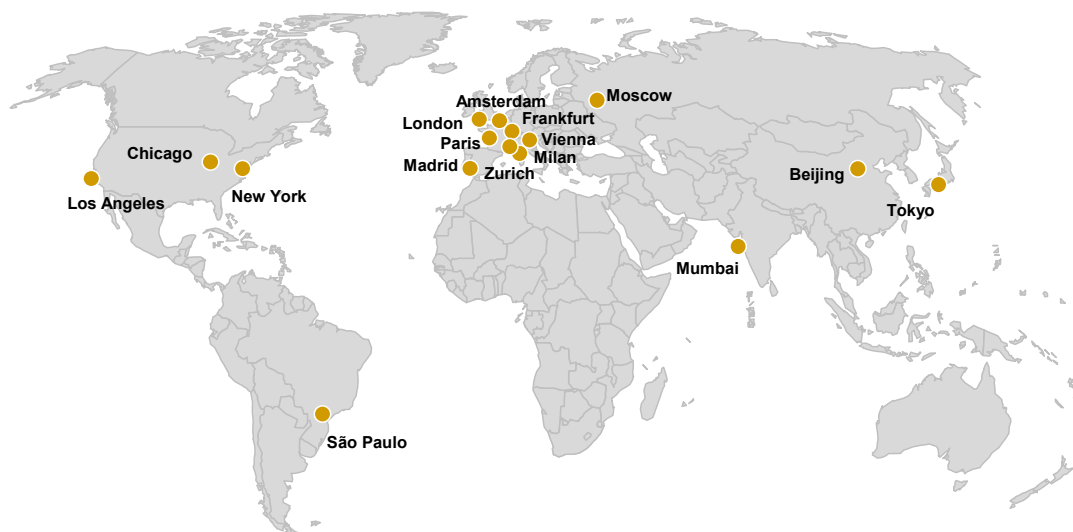 Moscow
Amsterdam
London
Frankfurt
Paris
Vienna
Chicago
Milan
Madrid
Zurich
Beijing
New York
Los Angeles
Tokyo
Mumbai
São Paulo